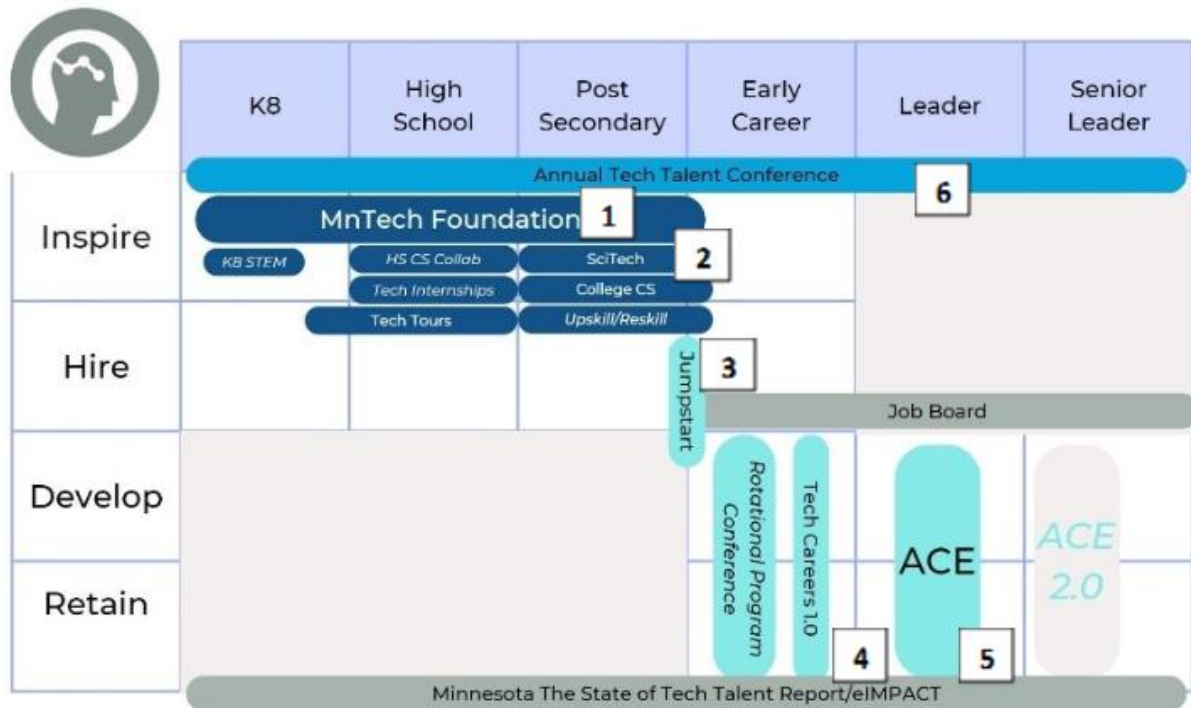 K8
High
School
Post
Secondary
Early
Career
Leader
Senior
Leader
Annual Tech Talent Conference
6
Inspire
MnTech Foundation
1
K8 STEM
HS CS Collab
SciTech
2
Tech Internships
College CS
Tech Tours
Upskill/Reskill
Hire
Jumpstart
3
Job Board
Develop
Retain
Rotational Program
Conference
Tech Careers 1.0
4
ACE
5
ACE
2.0
Minnesota The State of Tech Talent Report/eIMPACT